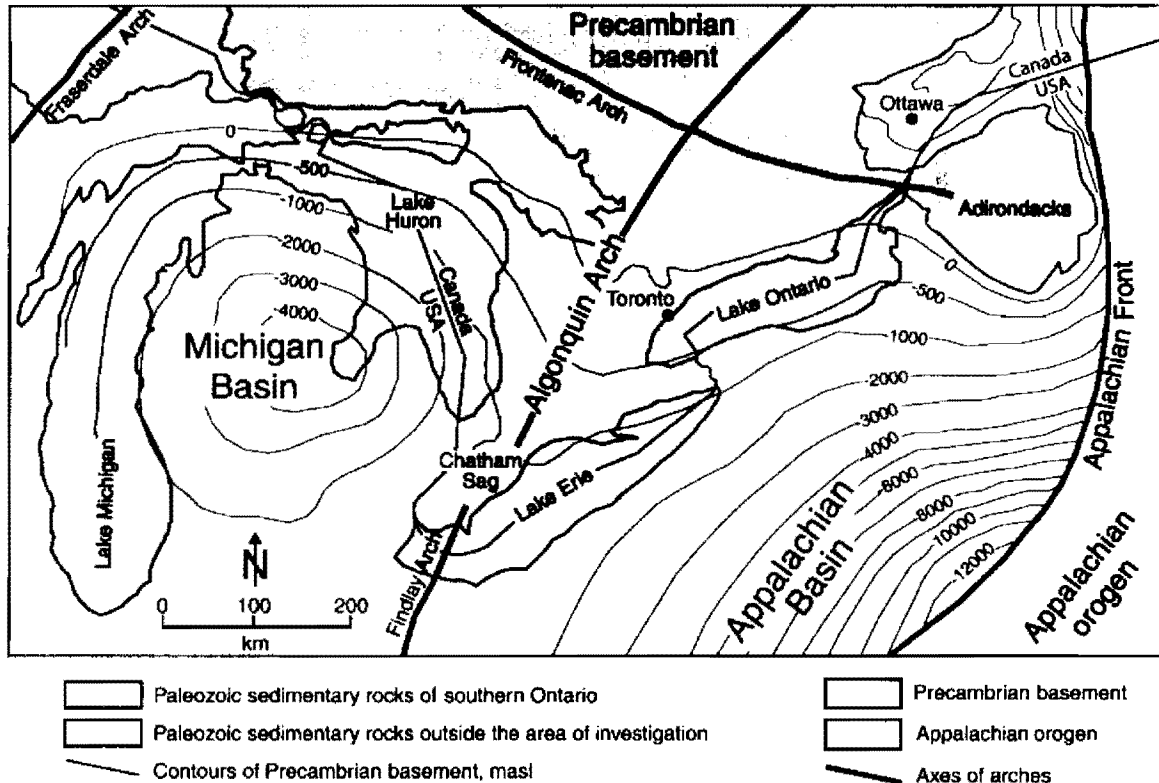 Fraserdale Arch
Precambrian
basement
Frontenac Arch
Canada
USA
Ottawa
Adirondacks
0
-500
-1000
-2000
-3000
-4000
Lake
Huron
Canada
USA
Michigan
Basin
Lake Michigan
Algonquin Arch
Toronto
Lake Ontario
0
-500
-1000
-2000
-3000
-4000
-6000
-8000
-10000
-12000
Appalachian Front
Chatham
Sag
Lake Erie
Findlay Arch
Appalachian
Basin
Appalachian
orogen
N
0 100 200
km
Paleozoic sedimentary rocks of southern Ontario
Paleozoic sedimentary rocks outside the area of investigation
Contours of Precambrian basement, masl
Precambrian basement
Appalachian orogen
Axes of arches